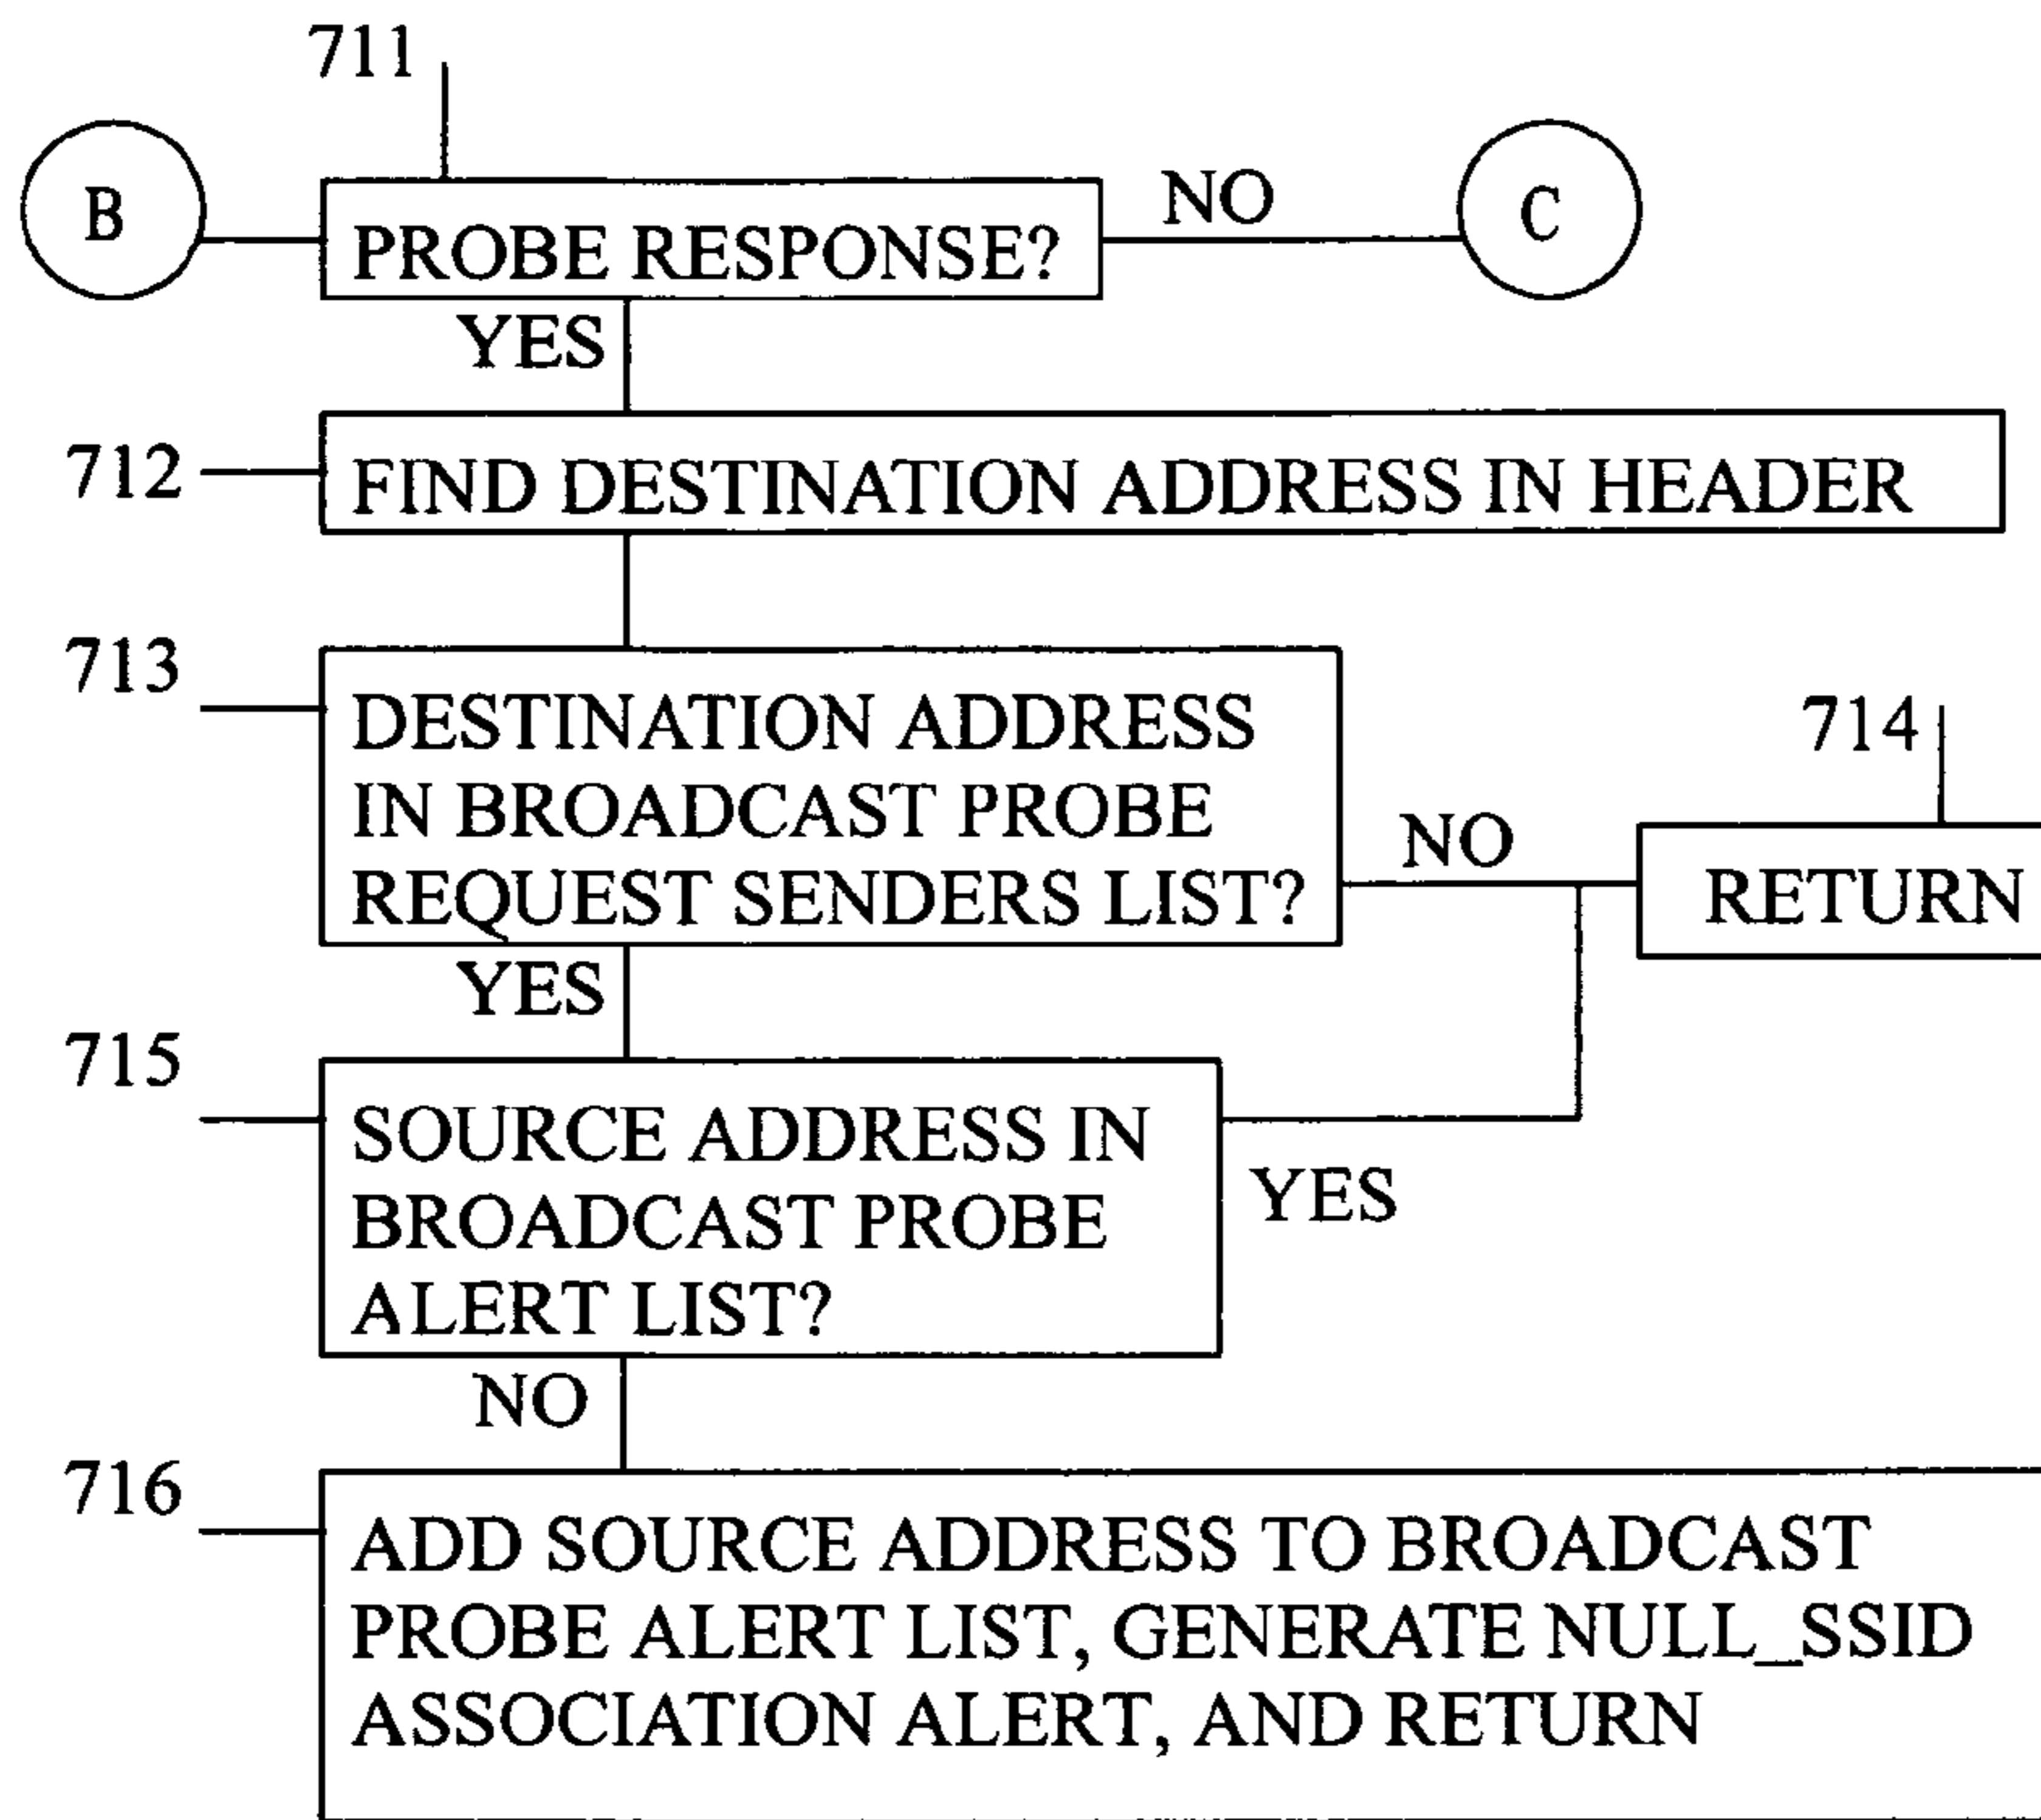 711
B
PROBE RESPONSE?
NO
C
YES
712
FIND DESTINATION ADDRESS IN HEADER
713
DESTINATION ADDRESS
IN BROADCAST PROBE
REQUEST SENDERS LIST?
NO
714
RETURN
YES
715
SOURCE ADDRESS IN
BROADCAST PROBE
ALERT LIST?
YES
NO
716
ADD SOURCE ADDRESS TO BROADCAST
PROBE ALERT LIST, GENERATE NULL_SSID
ASSOCIATION ALERT, AND RETURN